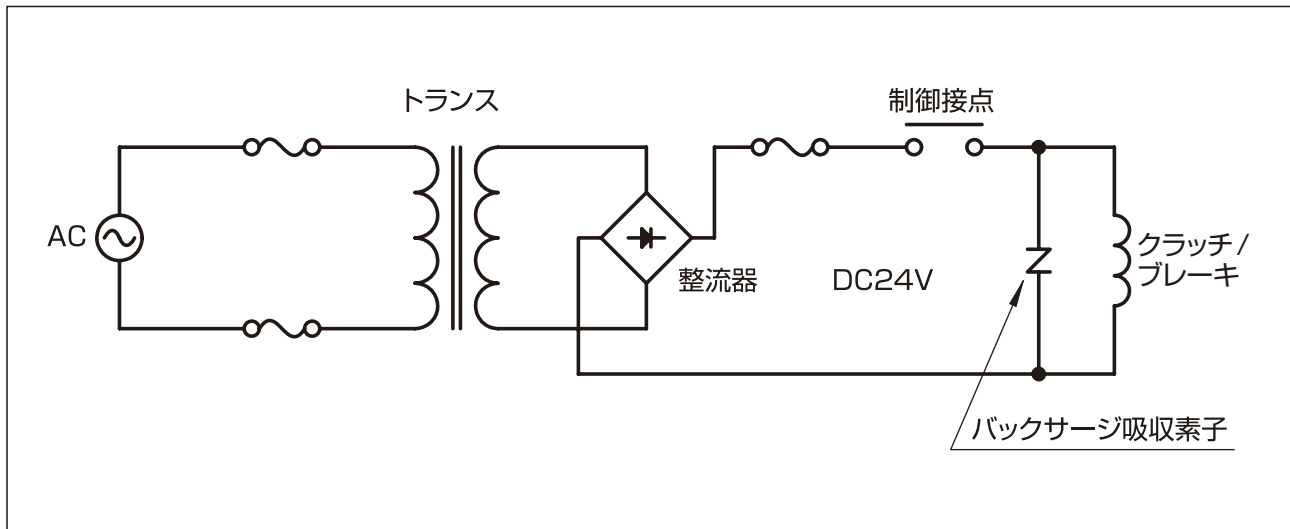 トランス
制御接点
AC
整流器
DC24V
クラッチ/
ブレーキ
バックサージ吸収素子